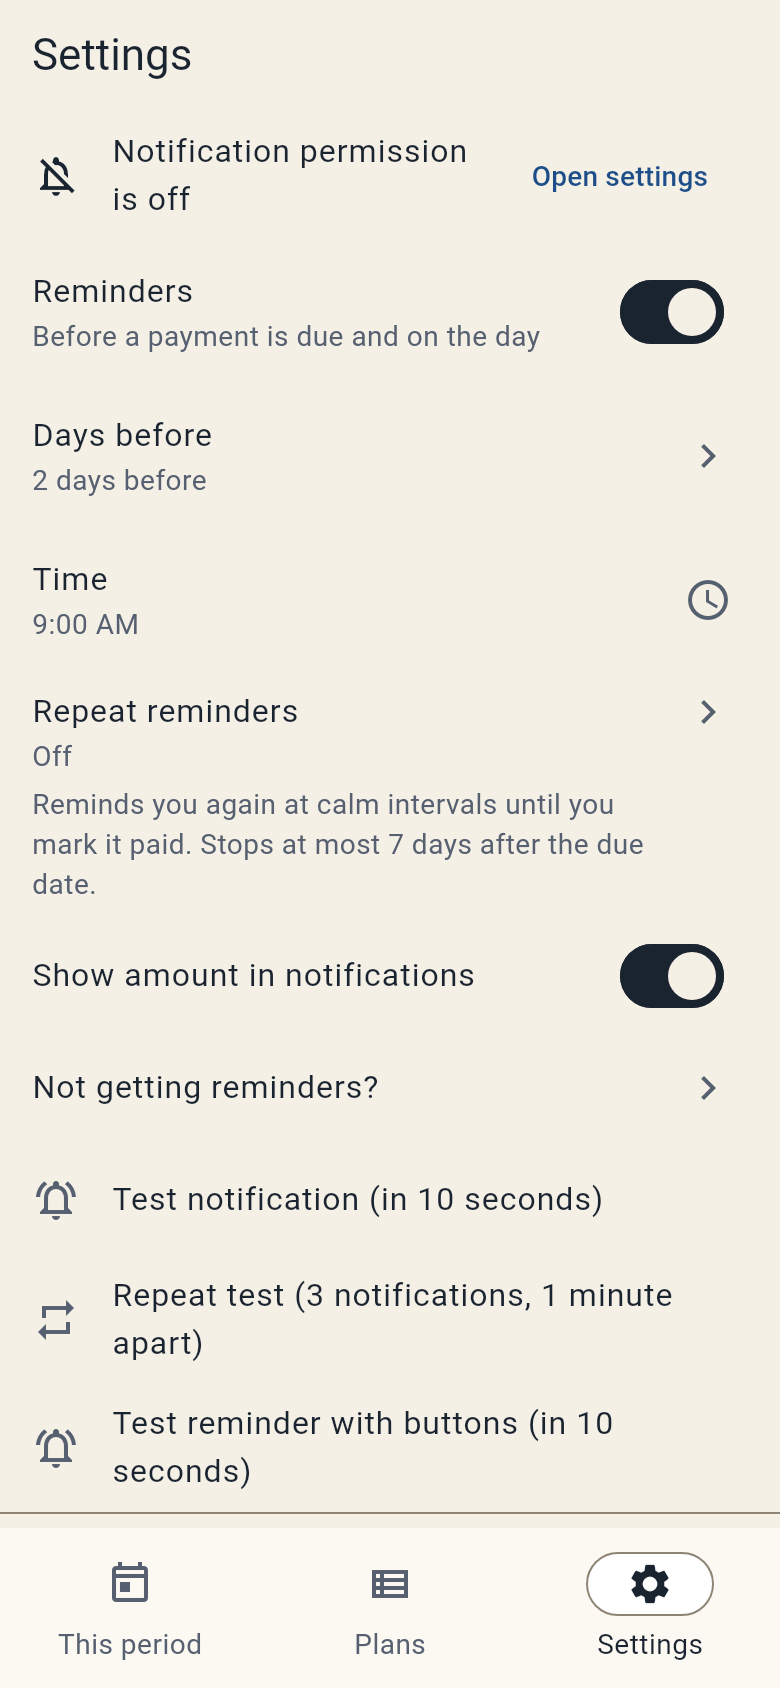 Settings
Notification permission
is off
Open settings
Reminders
Before a payment is due and on the day
Days before
2 days before
Time
9:00 AM
Repeat reminders
Off
Reminds you again at calm intervals until you
mark it paid. Stops at most 7 days after the due
date.
Show amount in notifications
Not getting reminders?
Test notification (in 10 seconds)
Repeat test (3 notifications, 1 minute
apart)
Test reminder with buttons (in 10
seconds)
This period
Plans
Settings